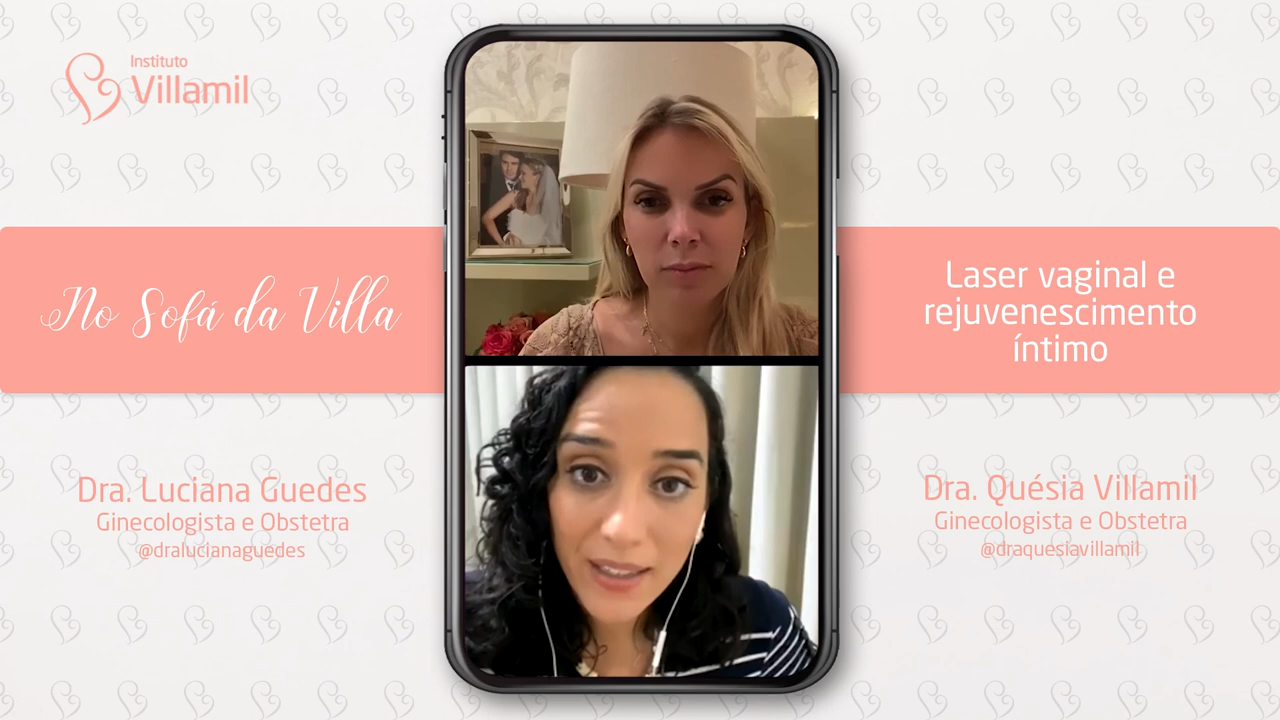 Instituto
Villamil
No Sofá da Villa
Laser vaginal e
rejuvenescimento
íntimo
Dra. Luciana Guedes
Ginecologista e Obstetra
@dralucianaguedes
Dra. Quésia Villamil
Ginecologista e Obstetra
@draquesiavillamil